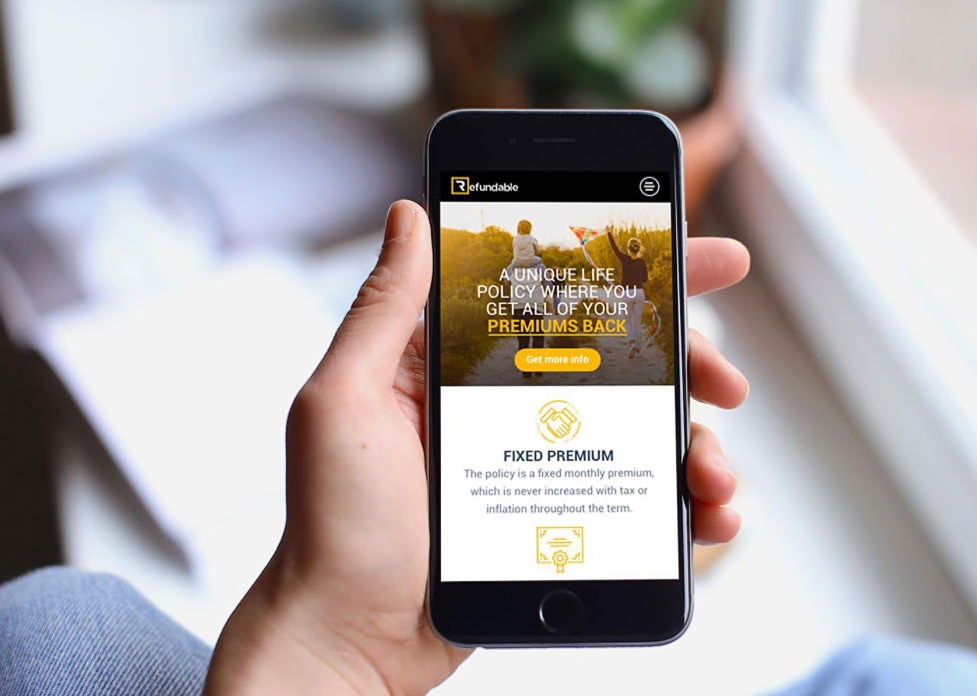 Refundable
A UNIQUE LIFE
POLICY WHERE YOU
GET ALL OF YOUR
PREMIUMS BACK
Get more info
FIXED PREMIUM
The policy is a fixed monthly premium,
which is never increased with tax or
inflation throughout the term.